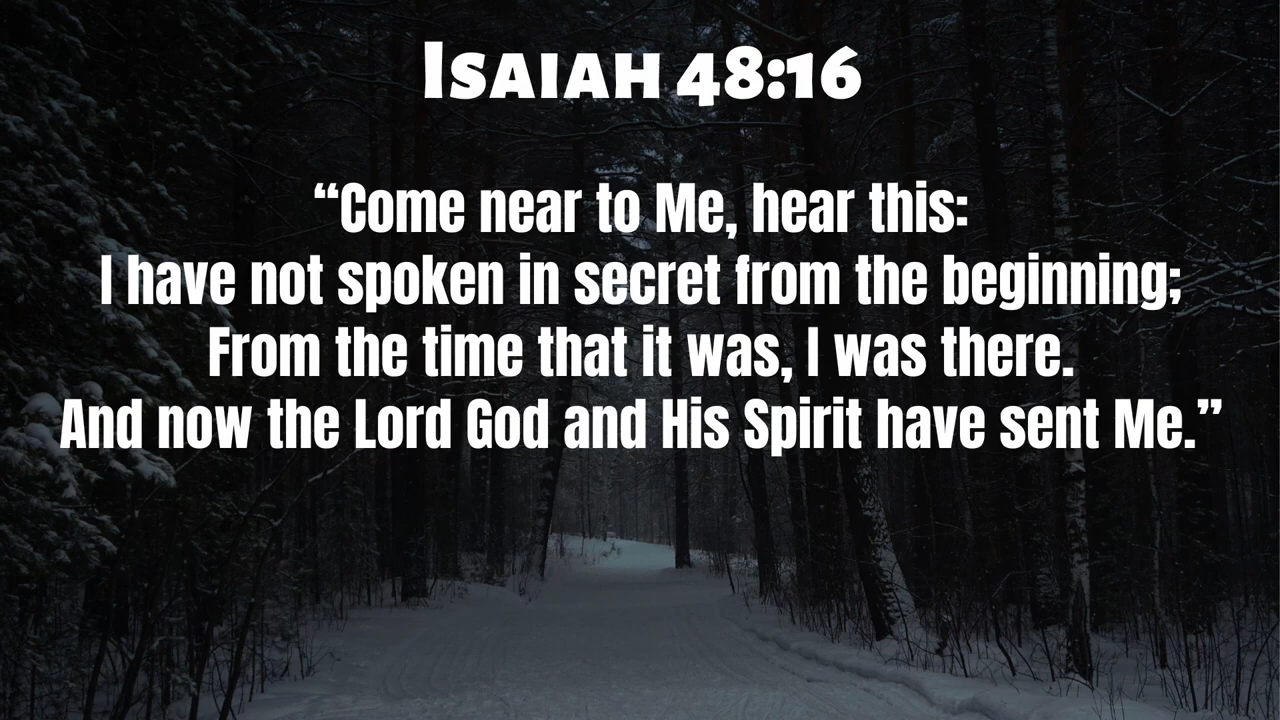 Isaiah 48:16
“Come near to Me, hear this:
I have not spoken in secret from the beginning;
From the time that it was, I was there.
And now the Lord God and His Spirit have sent Me.”